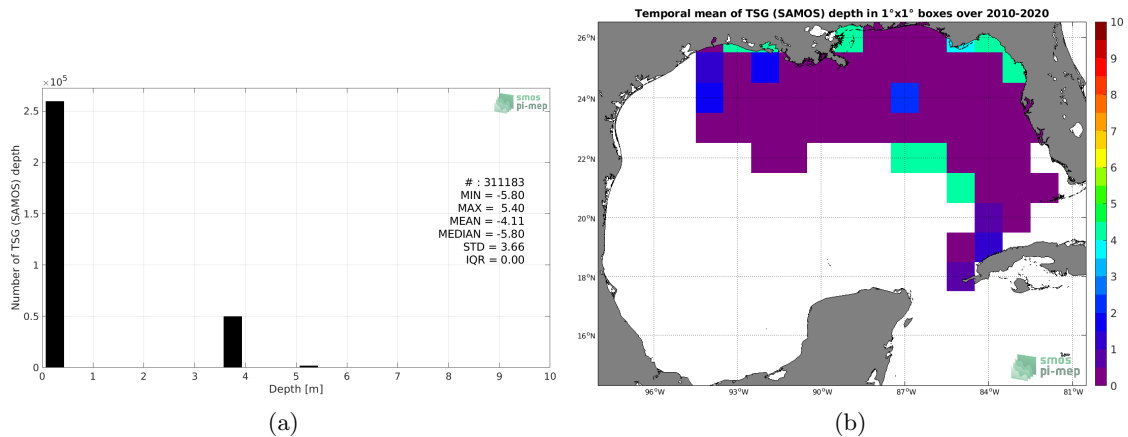 Temporal mean of TSG (SAMOS) depth in 1°x1° boxes over 2010-2020
×10⁵
2.5
2
1.5
1
0.5
0
Number of TSG (SAMOS) depth
smos
pi-mep
# : 311183
MIN = -5.80
MAX = 5.40
MEAN = -4.11
MEDIAN = -5.80
STD = 3.66
IQR = 0.00
0 1 2 3 4 5 6 7 8 9 10
Depth [m]
(a)
26°N
24°N
22°N
20°N
18°N
16°N
96°W 93°W 90°W 87°W 84°W 81°W
smos
pi-mep
10
9
8
7
6
5
4
3
2
1
0
(b)